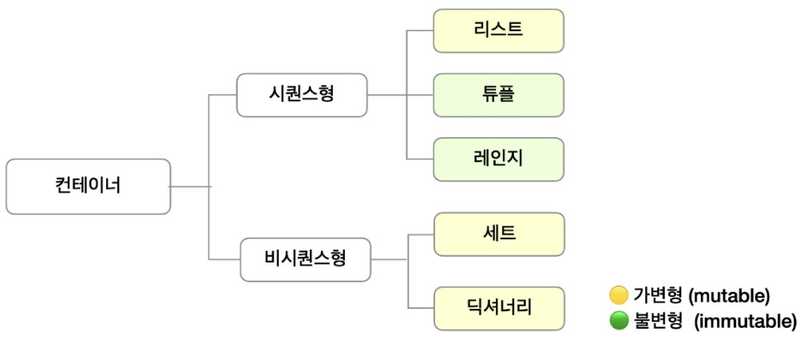 컨테이너
시퀀스형
리스트
튜플
레인지
비시퀀스형
세트
딕셔너리
가변형 (mutable)
불변형 (immutable)